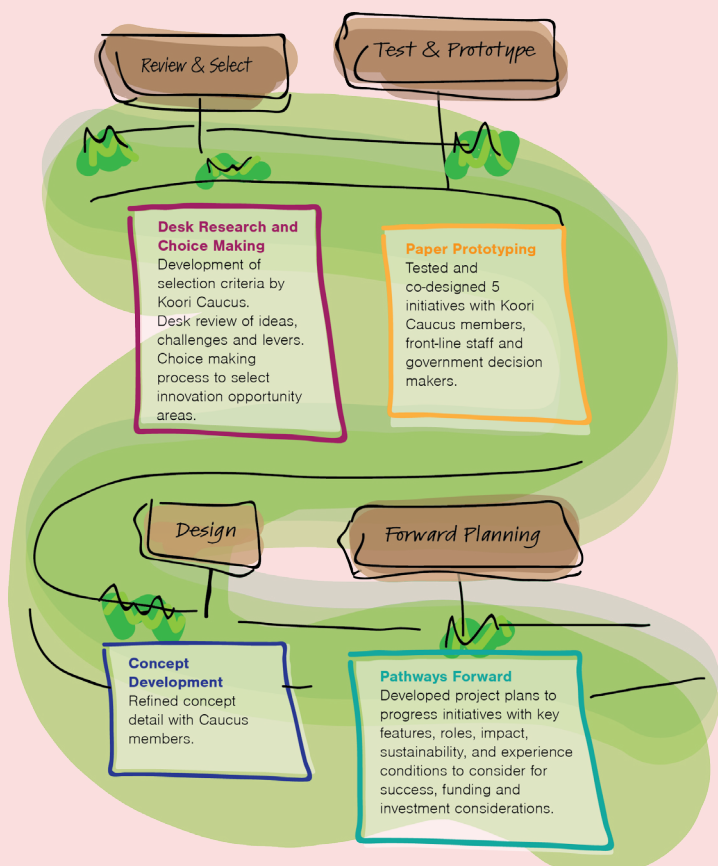 Review & Select
Test & Prototype
Desk Research and
Choice Making
Development of
selection criteria by
Koori Caucus.
Desk review of ideas,
challenges and levers.
Choice making
process to select
innovation opportunity
areas.
Paper Prototyping
Tested and
co-designed 5
initiatives with Koori
Caucus members,
front-line staff and
government decision
makers.
Design
Forward Planning
Concept
Development
Refined concept
detail with Caucus
members.
Pathways Forward
Developed project plans to
progress initiatives with key
features, roles, impact,
sustainability, and experience
conditions to consider for
success, funding and
investment considerations.